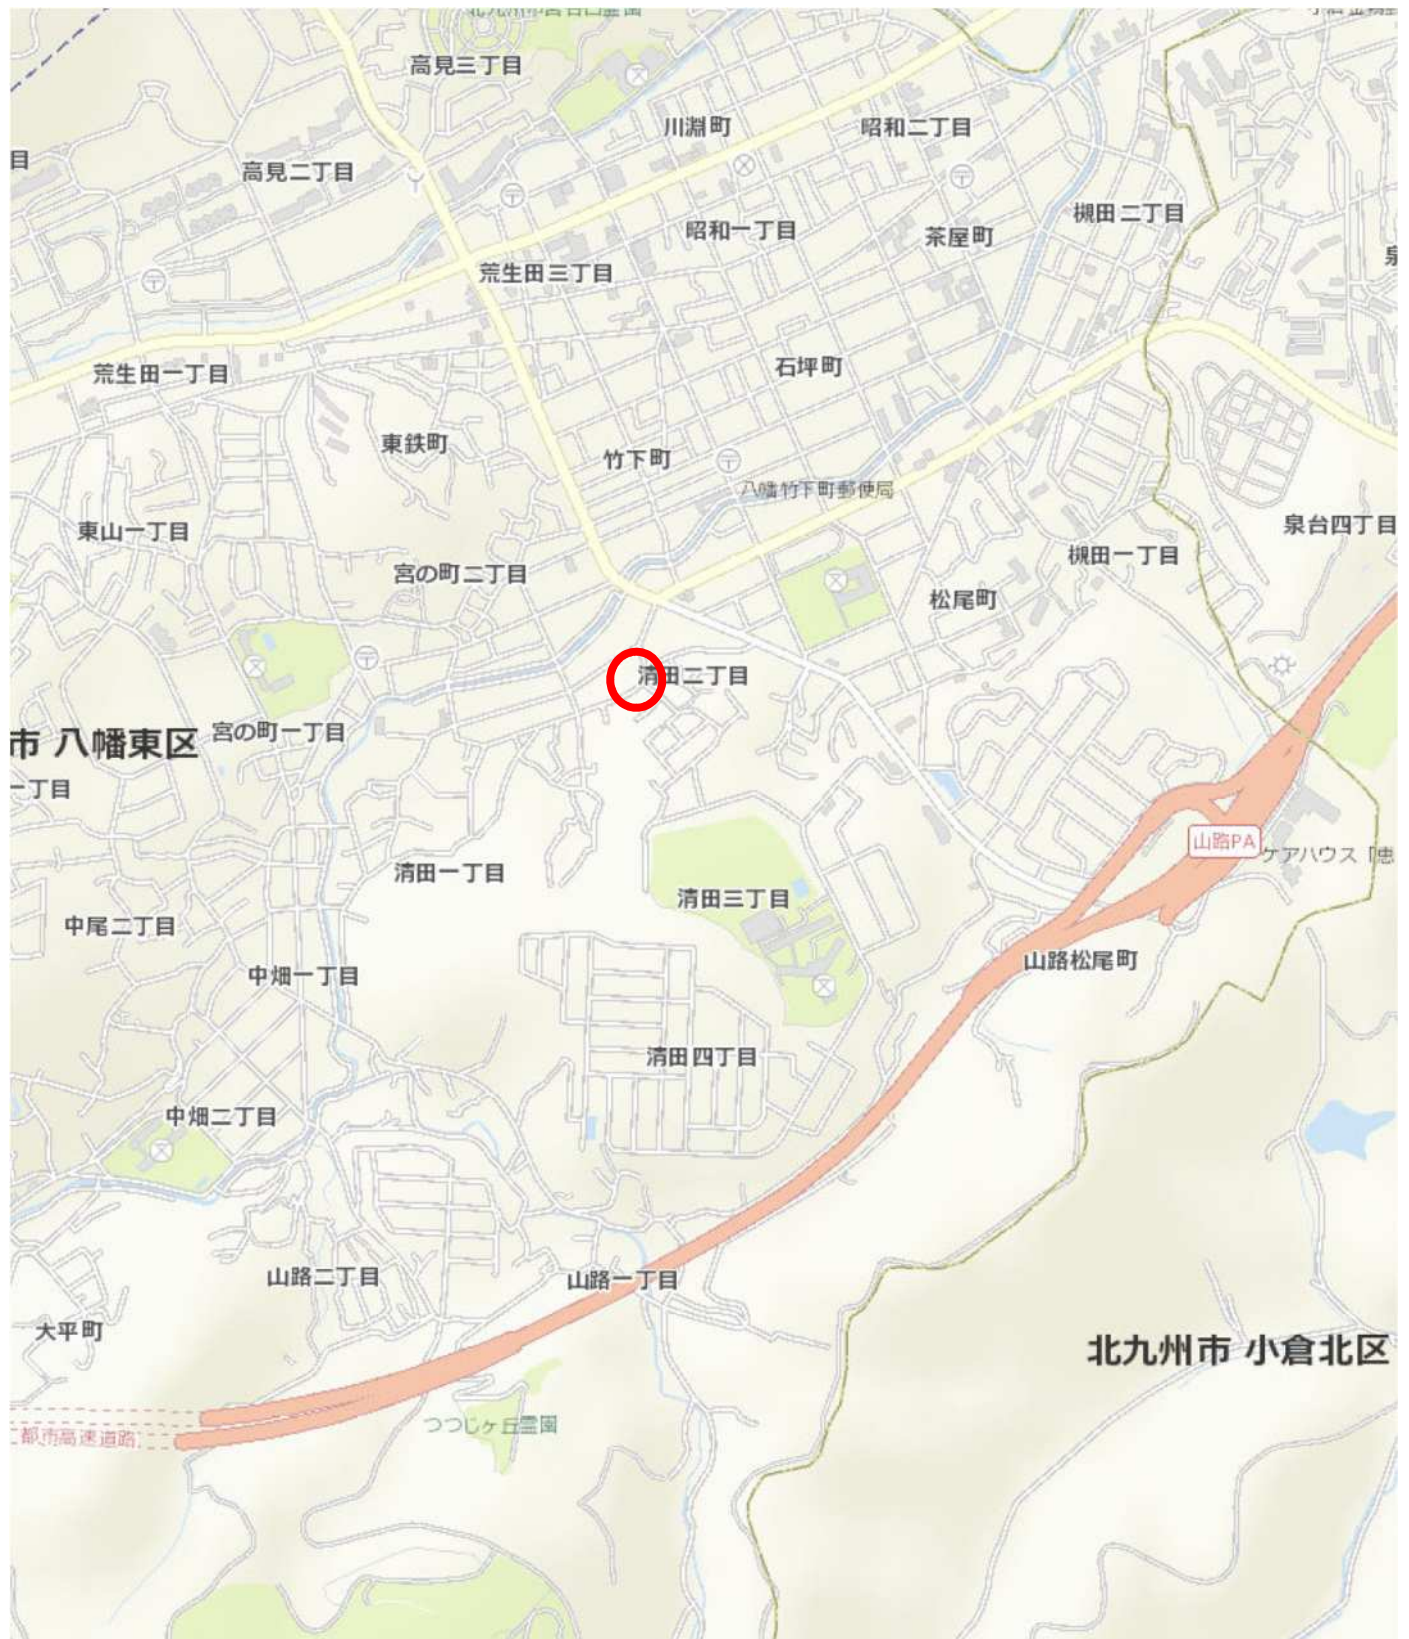 高見三丁目
川淵町
昭和二丁目
目
高見二丁目
槻田二丁目
昭和一丁目
茶屋町
荒生田三丁目
石坪町
荒生田一丁目
東鉄町
竹下町
八幡竹下町郵便局
東山一丁目
泉台四丁目
槻田一丁目
宮の町二丁目
松尾町
清田二丁目
宮の町一丁目
市 八幡東区
一丁目
山路PA
ケアハウス「恵
清田一丁目
清田三丁目
中尾二丁目
山路松尾町
中畑一丁目
清田四丁目
中畑二丁目
山路二丁目
山路一丁目
大平町
北九州市 小倉北区
つつじヶ丘霊園
都市高速道路